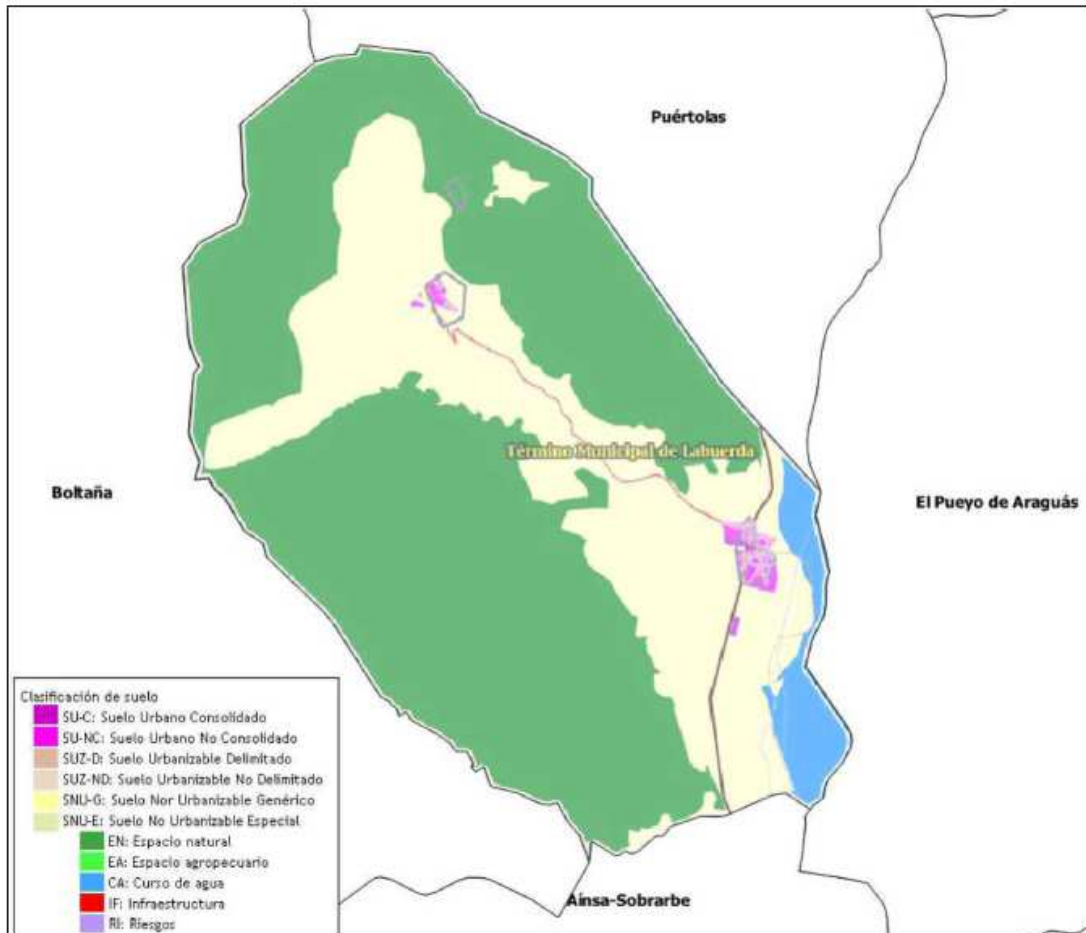 Puértolas
Término Municipal de Labuerda
Boltaña
El Pueyo de Araguás
Aínsa-Sobrarbe
Clasificación de suelo
SU-C: Suelo Urbano Consolidado
SU-NC: Suelo Urbano No Consolidado
SUZ-D: Suelo Urbanizable Delimitado
SUZ-ND: Suelo Urbanizable No Delimitado
SNU-G: Suelo Nor Urbanizable Genérico
SNU-E: Suelo No Urbanizable Especial
EN: Espacio natural
EA: Espacio agropecuario
CA: Curso de agua
IF: Infraestructura
RI: Riesgos